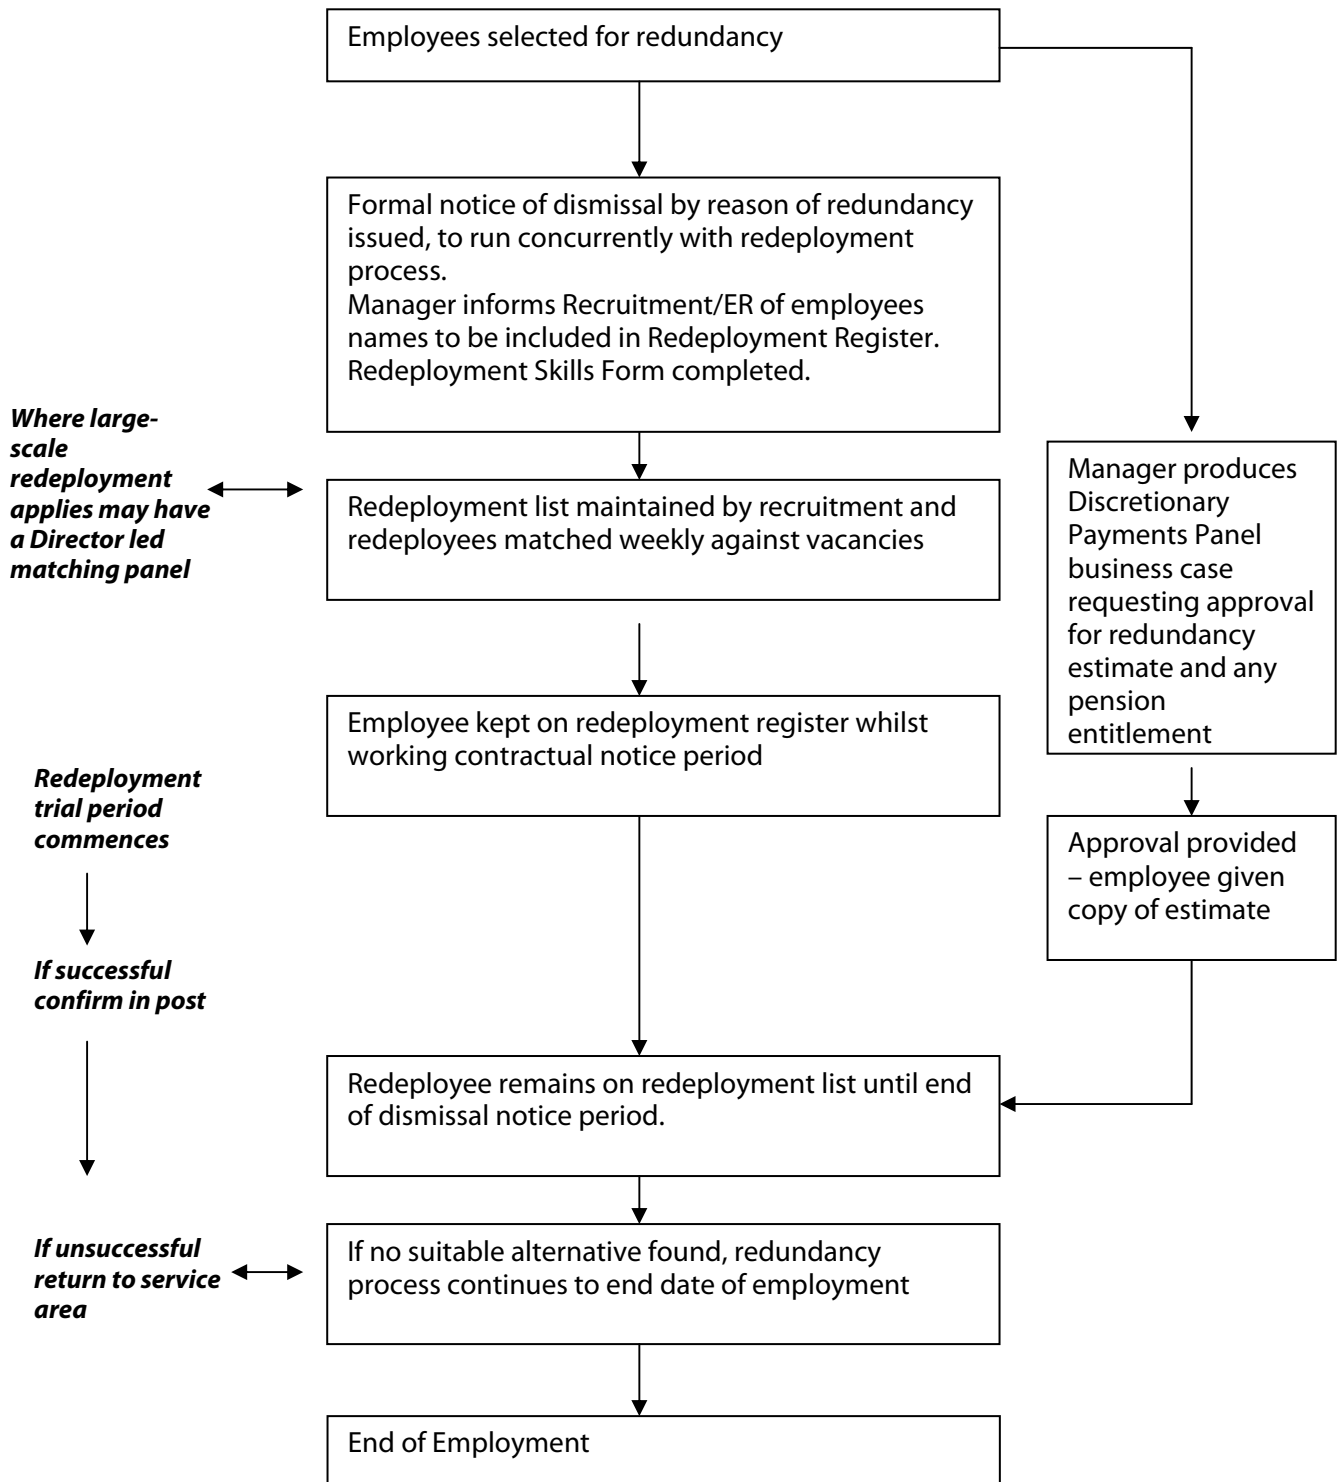 Employees selected for redundancy
Formal notice of dismissal by reason of redundancy
issued, to run concurrently with redeployment
process.
Manager informs Recruitment/ER of employees
names to be included in Redeployment Register.
Redeployment Skills Form completed.
Where large-
scale
redeployment
applies may have
a Director led
matching panel
Redeployment list maintained by recruitment and
redeployees matched weekly against vacancies
Manager produces
Discretionary
Payments Panel
business case
requesting approval
for redundancy
estimate and any
pension
entitlement
Employee kept on redeployment register whilst
working contractual notice period
Redeployment
trial period
commences
Approval provided
– employee given
copy of estimate
If successful
confirm in post
Redeployee remains on redeployment list until end
of dismissal notice period.
If unsuccessful
return to service
area
If no suitable alternative found, redundancy
process continues to end date of employment
End of Employment